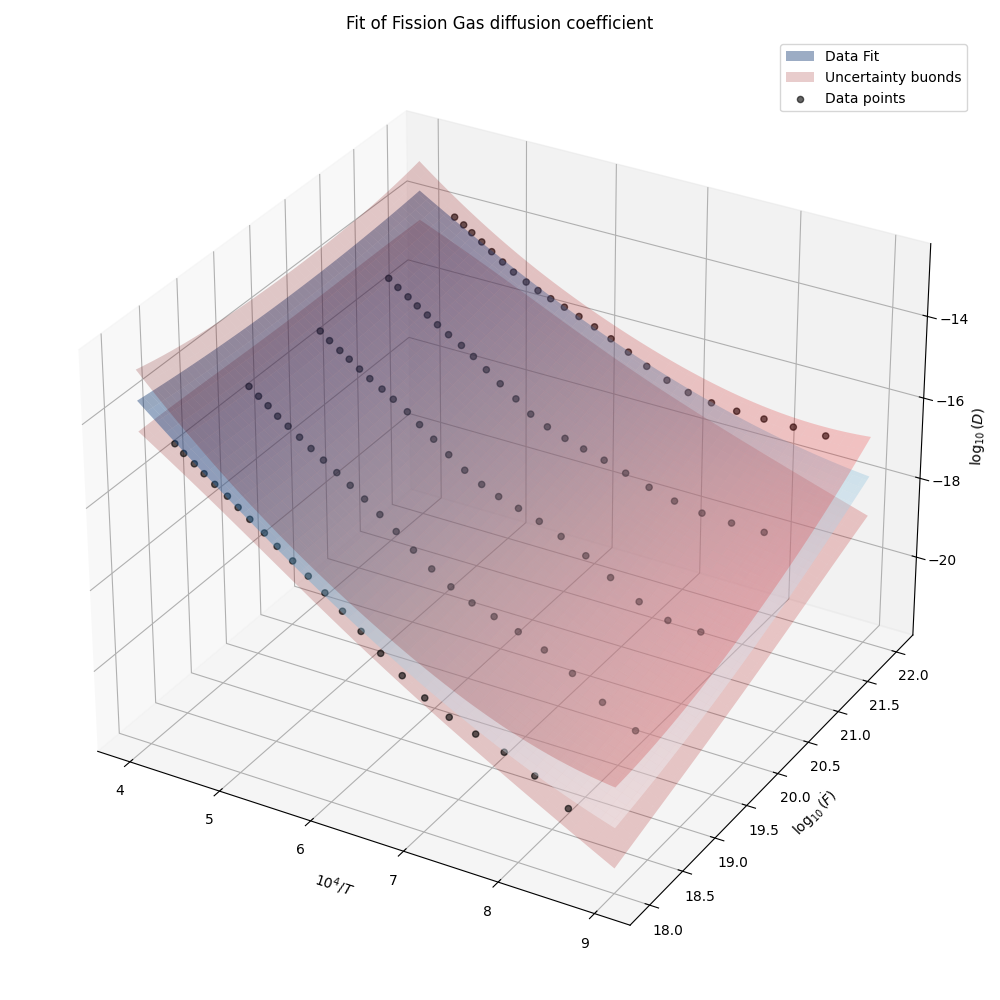 Fit of Fission Gas diffusion coefficient
Data Fit
Uncertainty buonds
Data points
−14
−16
−18
−20
log₁₀(D)
22.0
21.5
21.0
20.5
20.0
19.5
19.0
18.5
18.0
log₁₀(Ḟ)
4
5
6
7
8
9
10⁴/T